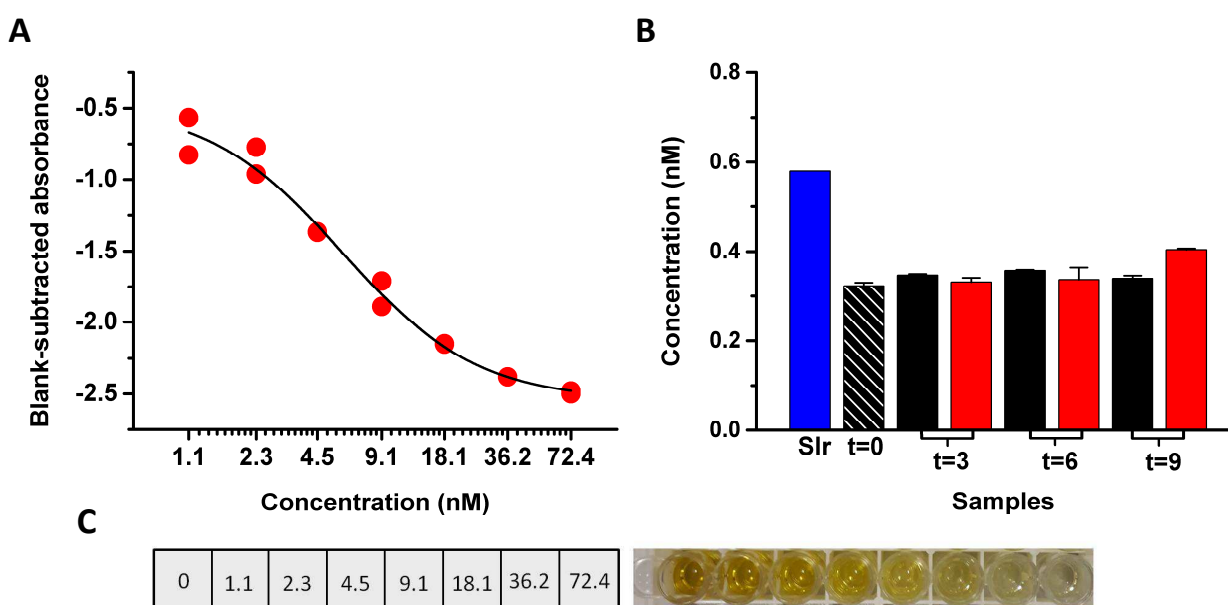 A
B
Blank-subtracted absorbance
-0.5
-1.0
-1.5
-2.0
-2.5
1.1 2.3 4.5 9.1 18.1 36.2 72.4
Concentration (nM)
Concentration (nM)
0.8
0.6
0.4
0.2
0.0
Slr t=0 t=3 t=6 t=9
Samples
C
0 1.1 2.3 4.5 9.1 18.1 36.2 72.4